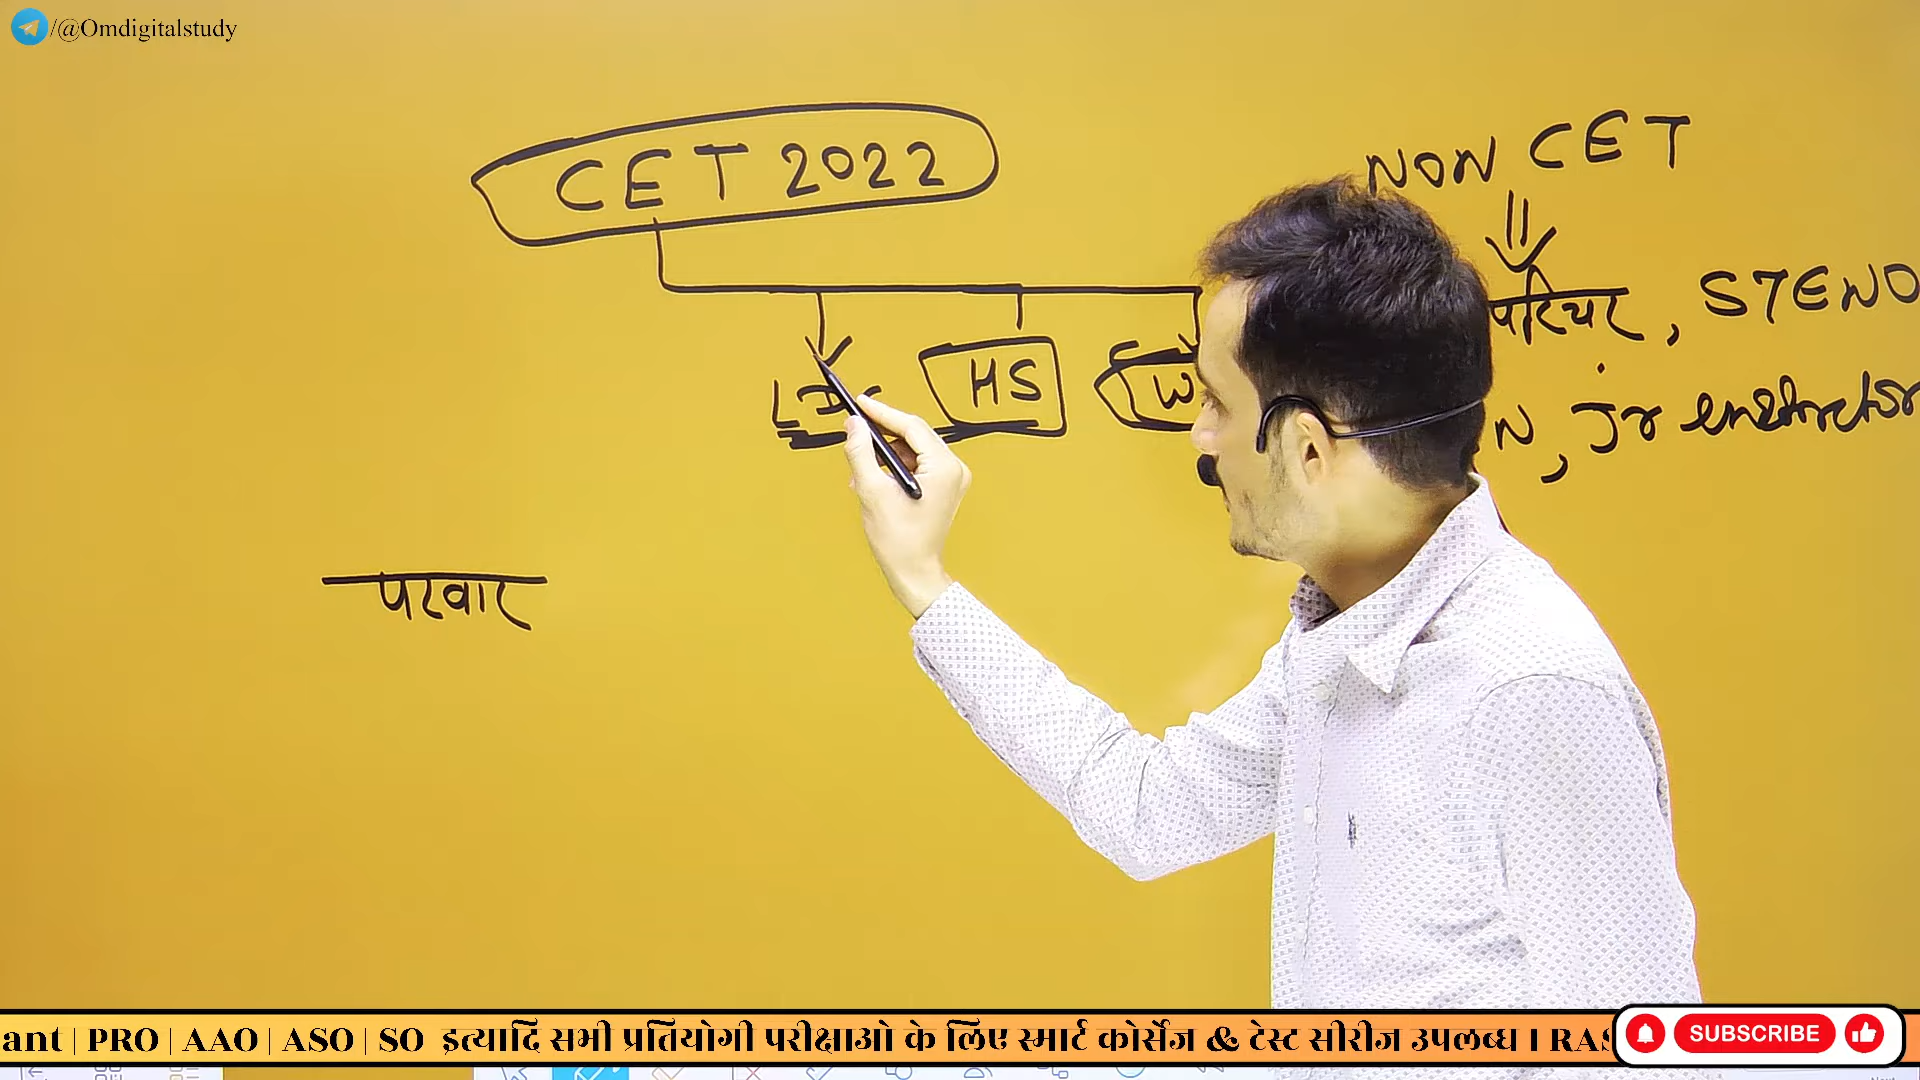 /@Omdigitalstudy
CET 2022
NON CET
परिचर, STENO
LDC HS W
N, Jr instructor
परवार
ant | PRO | AAO | ASO | SO इत्यादि सभी प्रतियोगी परीक्षाओ के लिए स्मार्ट कोर्सेज & टेस्ट सीरीज उपलब्ध । RAS
SUBSCRIBE